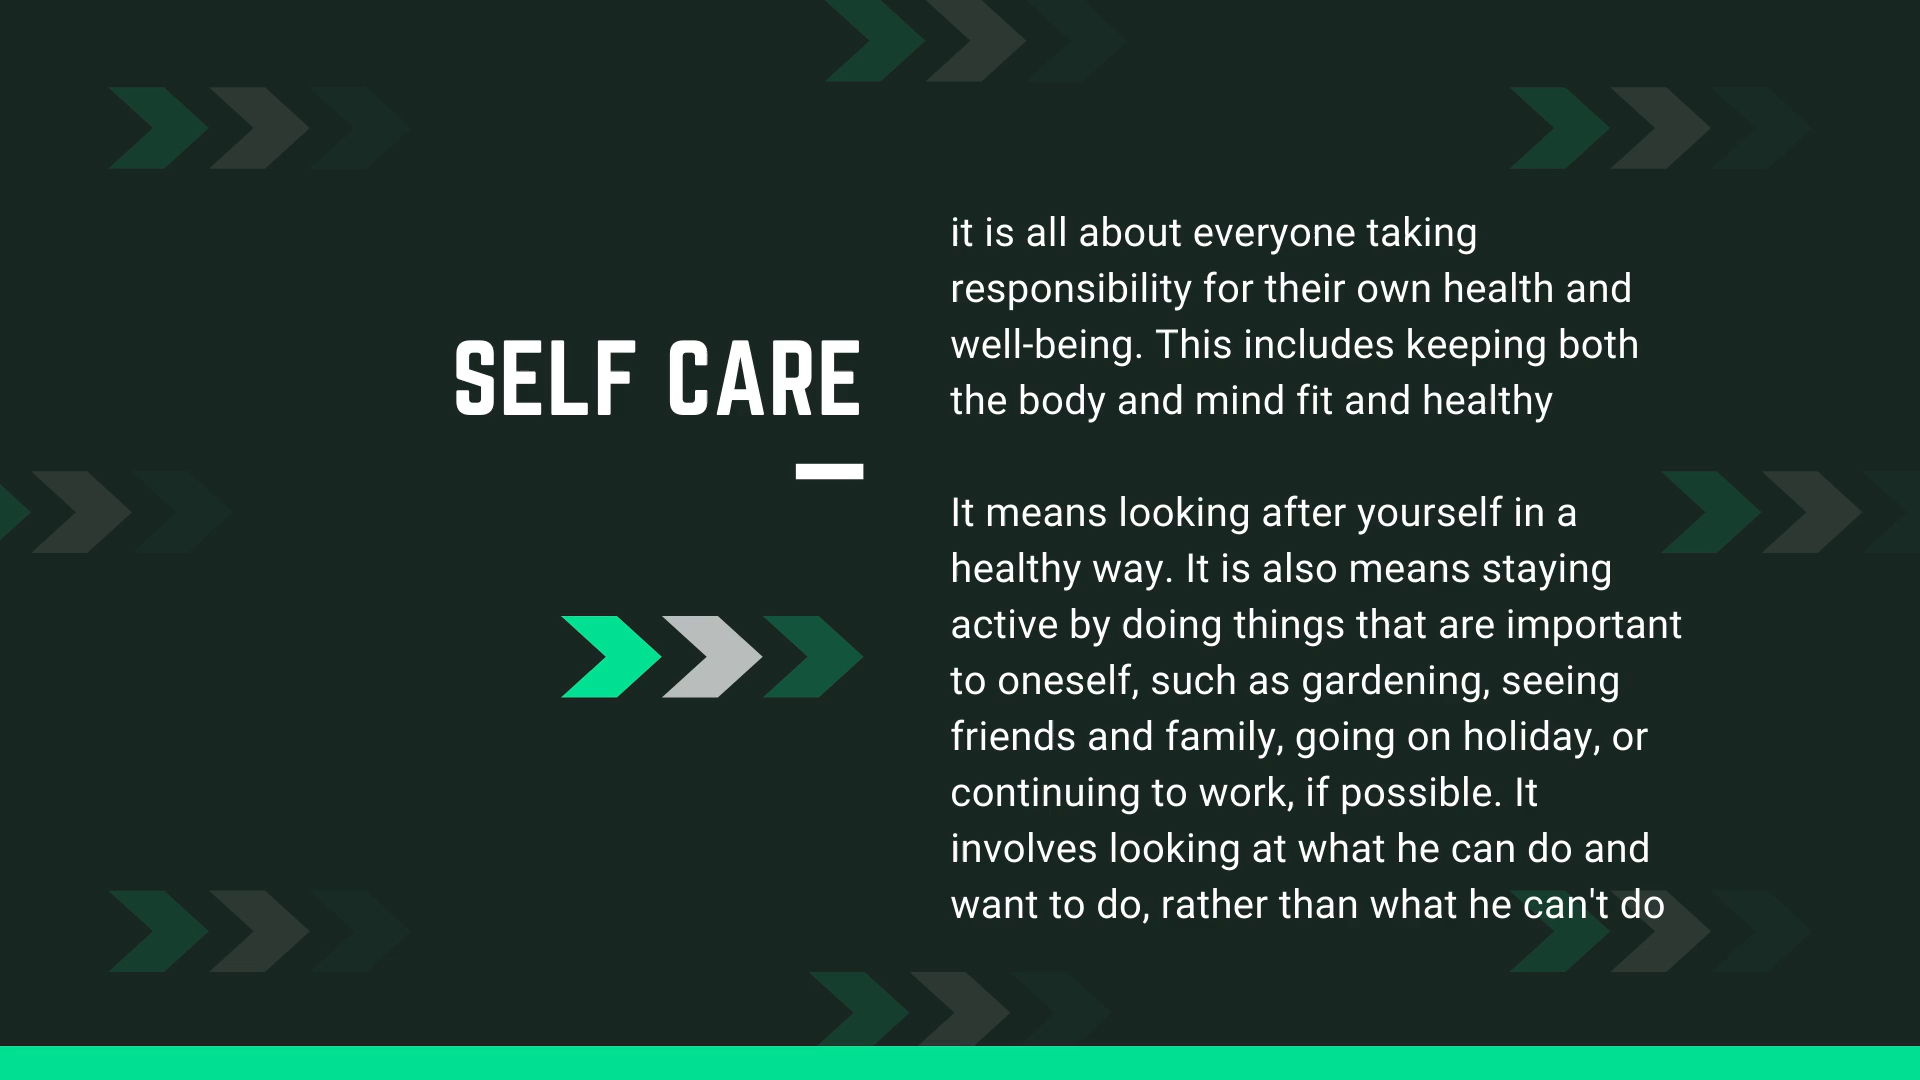 SELF CARE
it is all about everyone taking
responsibility for their own health and
well-being. This includes keeping both
the body and mind fit and healthy
It means looking after yourself in a
healthy way. It is also means staying
active by doing things that are important
to oneself, such as gardening, seeing
friends and family, going on holiday, or
continuing to work, if possible. It
involves looking at what he can do and
want to do, rather than what he can't do